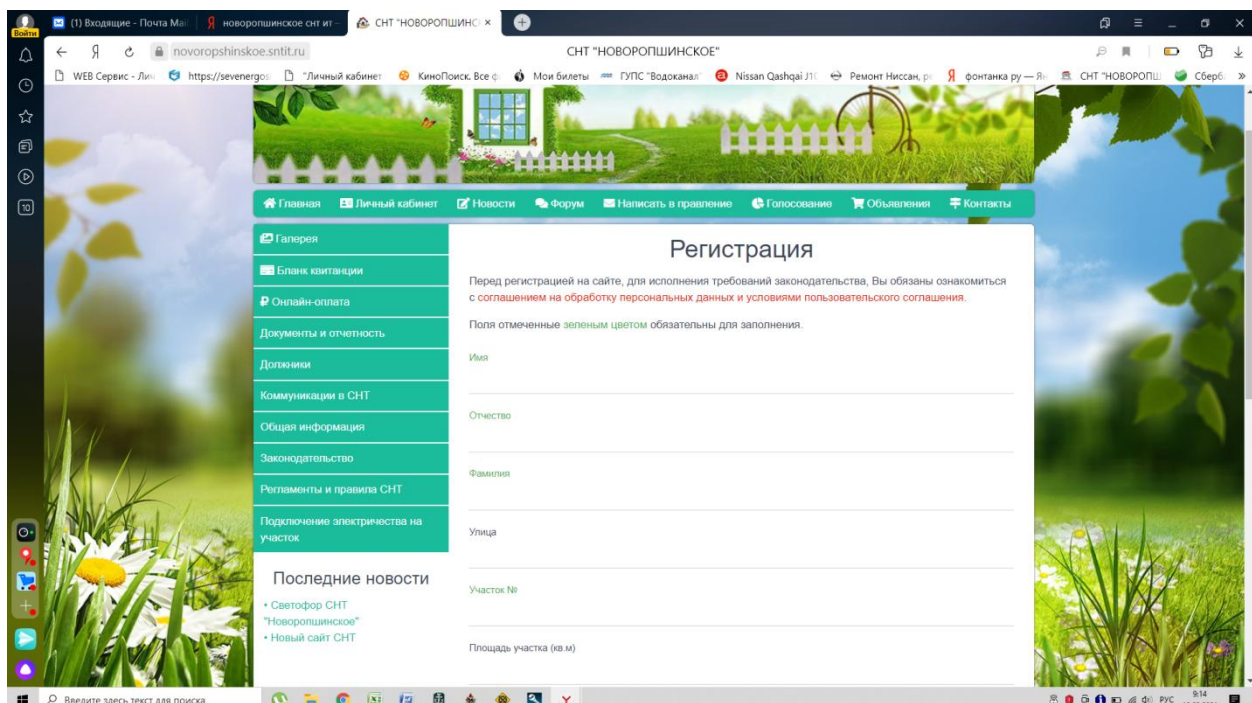 Войти
(1) Входящие - Почта Mail
Я новоропшинское снт ит -
СНТ "НОВОРОПШИНС
novoropshinskoe.sntit.ru
СНТ "НОВОРОПШИНСКОЕ"
WEB Сервис - Лич
https://sevenergos
"Личный кабинет
КиноПоиск. Все ф
Мои билеты
ГУПС "Водоканал"
Nissan Qashqai J10
Ремонт Ниссан, р
фонтанка ру — Ян
СНТ "НОВОРОПШ
Сберб
10
Главная
Личный кабинет
Новости
Форум
Написать в правление
Голосование
Объявления
Контакты
Галерея
Бланк квитанции
Онлайн-оплата
Документы и отчетность
Должники
Коммуникации в СНТ
Общая информация
Законодательство
Регламенты и правила СНТ
Подключение электричества на
участок
Последние новости
• Светофор СНТ
"Новоропшинское"
• Новый сайт СНТ
Регистрация
Перед регистрацией на сайте, для исполнения требований законодательства, Вы обязаны ознакомиться
с соглашением на обработку персональных данных и условиями пользовательского соглашения.
Поля отмеченные зеленым цветом обязательны для заполнения.
Имя
Отчество
Фамилия
Улица
Участок №
Площадь участка (кв.м)
Введите здесь текст для поиска
РУС
9:14